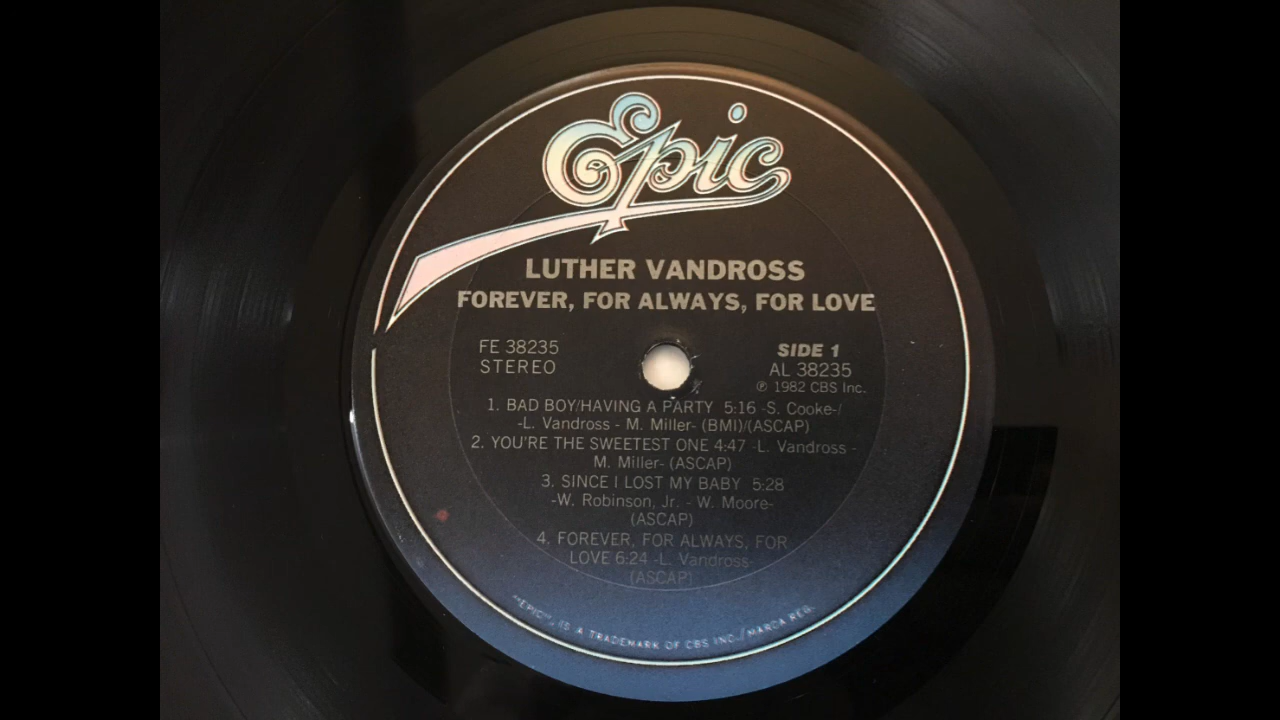 Epic
LUTHER VANDROSS
FOREVER, FOR ALWAYS, FOR LOVE
FE 38235
STEREO
SIDE 1
AL 38235
℗ 1982 CBS Inc.
1. BAD BOY/HAVING A PARTY 5:16 -S. Cooke-/
-L. Vandross - M. Miller- (BMI)/(ASCAP)
2. YOU'RE THE SWEETEST ONE 4:47 -L. Vandross -
M. Miller- (ASCAP)
3. SINCE I LOST MY BABY 5:28
-W. Robinson, Jr. - W. Moore-
(ASCAP)
4. FOREVER, FOR ALWAYS, FOR
LOVE 6:24 -L. Vandross-
(ASCAP)
"EPIC", IS A TRADEMARK OF CBS INC./MARCA REG.